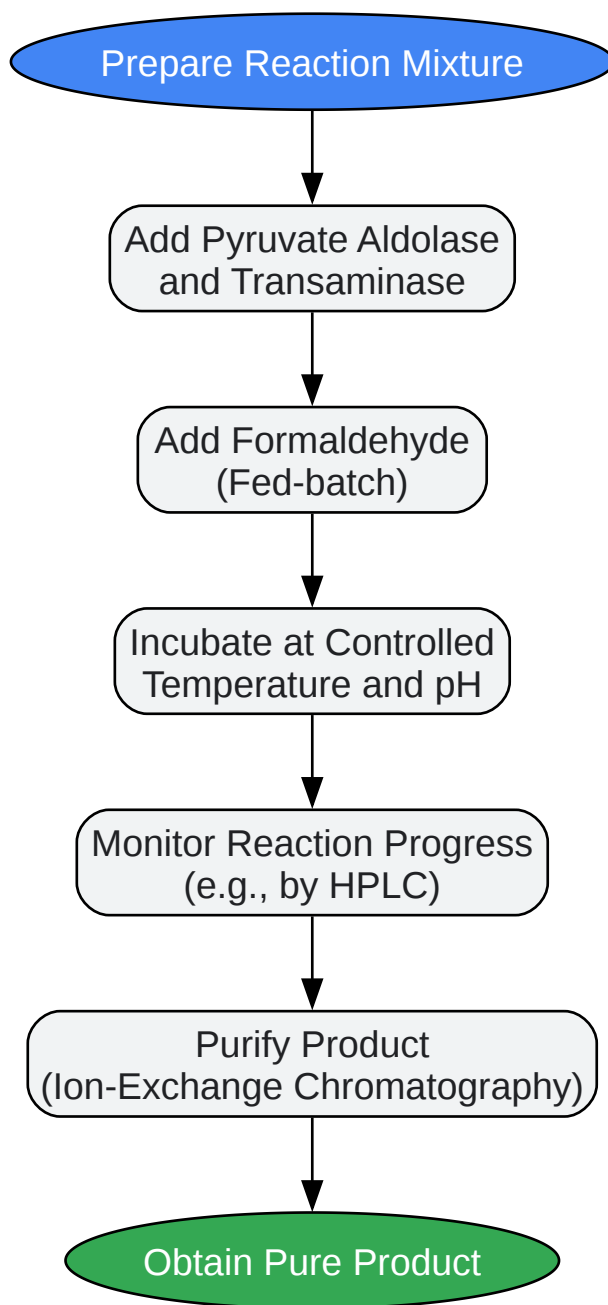 Prepare Reaction Mixture
Add Pyruvate Aldolase
and Transaminase
Add Formaldehyde
(Fed-batch)
Incubate at Controlled
Temperature and pH
Monitor Reaction Progress
(e.g., by HPLC)
Purify Product
(Ion-Exchange Chromatography)
Obtain Pure Product